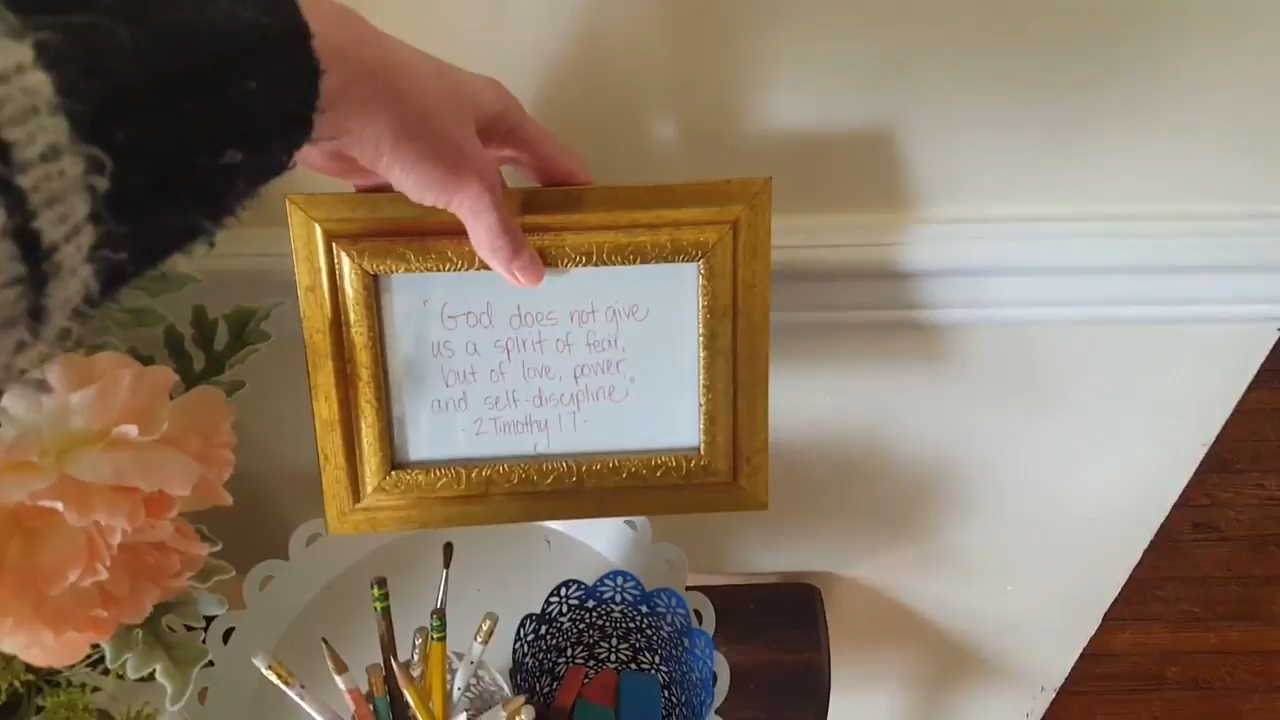 "God does not give
us a spirit of fear,
but of love, power,
and self-discipline"
- 2 Timothy 1 7 -